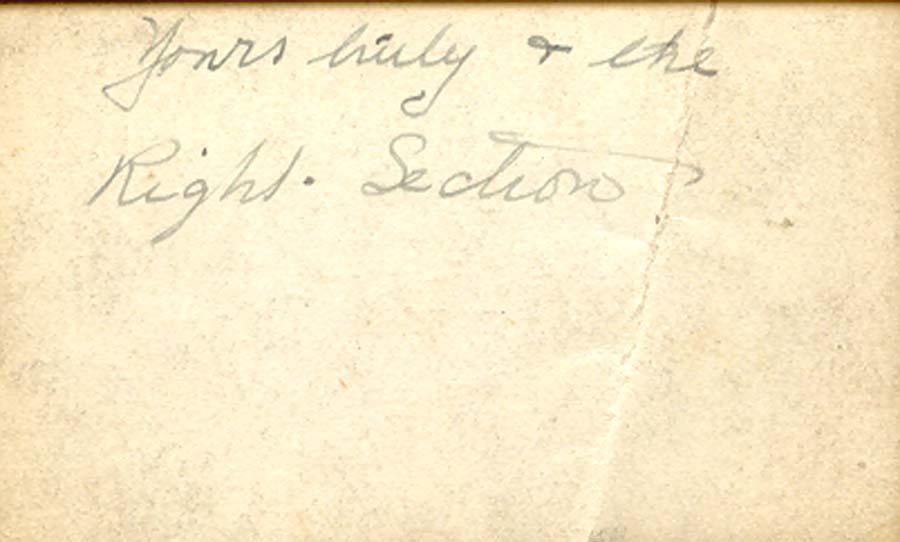 Yours truly & the
Right. Section